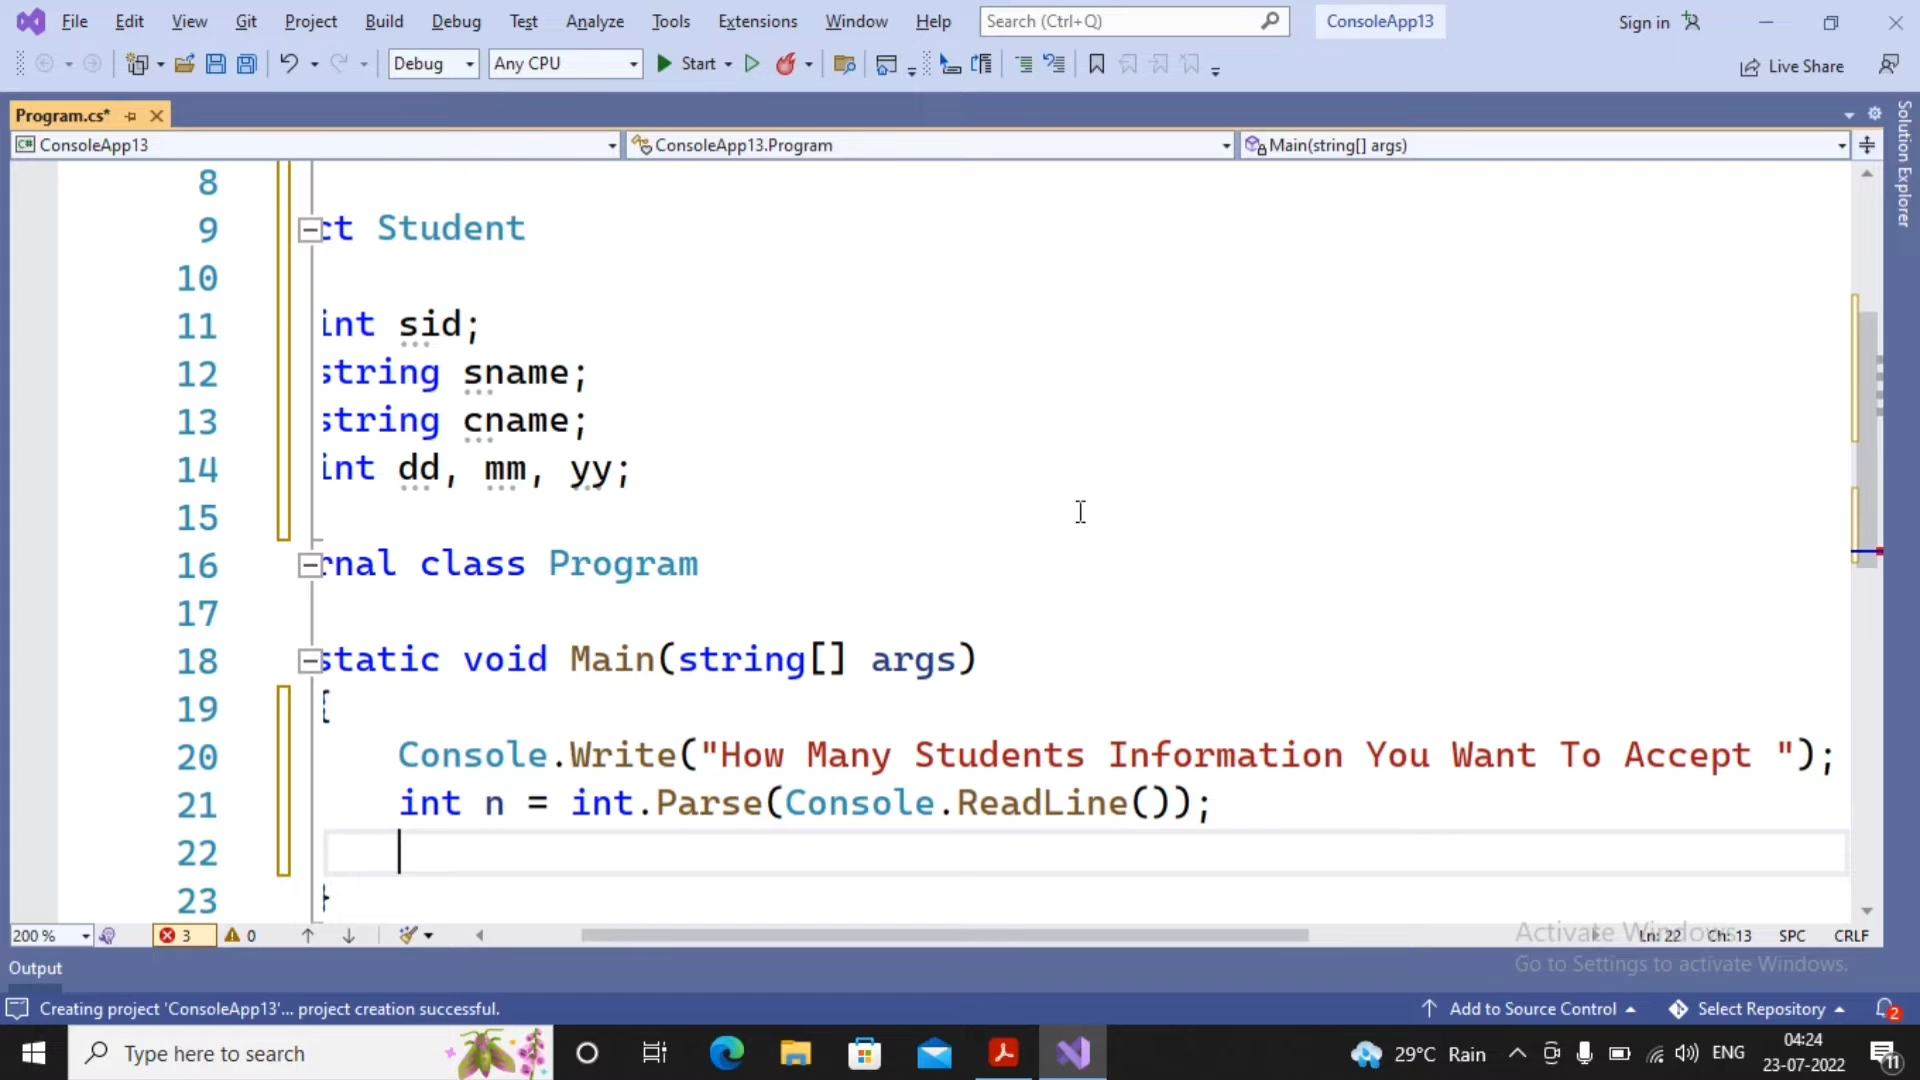 File Edit View Git Project Build Debug Test Analyze Tools Extensions Window Help Search (Ctrl+Q) ConsoleApp13 Sign in
Debug Any CPU Start Live Share
Program.cs*
ConsoleApp13 ConsoleApp13.Program Main(string[] args)
Solution Explorer
8
9 ct Student
10
11 int sid;
12 string sname;
13 string cname;
14 int dd, mm, yy;
15
16 rnal class Program
17
18 static void Main(string[] args)
19 {
20 Console.Write("How Many Students Information You Want To Accept ");
21 int n = int.Parse(Console.ReadLine());
22
23 }
200 % 3 0 Ln: 22 Ch: 13 SPC CRLF
Activate Windows
Go to Settings to activate Windows.
Output
Creating project 'ConsoleApp13'... project creation successful. Add to Source Control Select Repository 2
Type here to search 29°C Rain ENG 04:24 23-07-2022 11